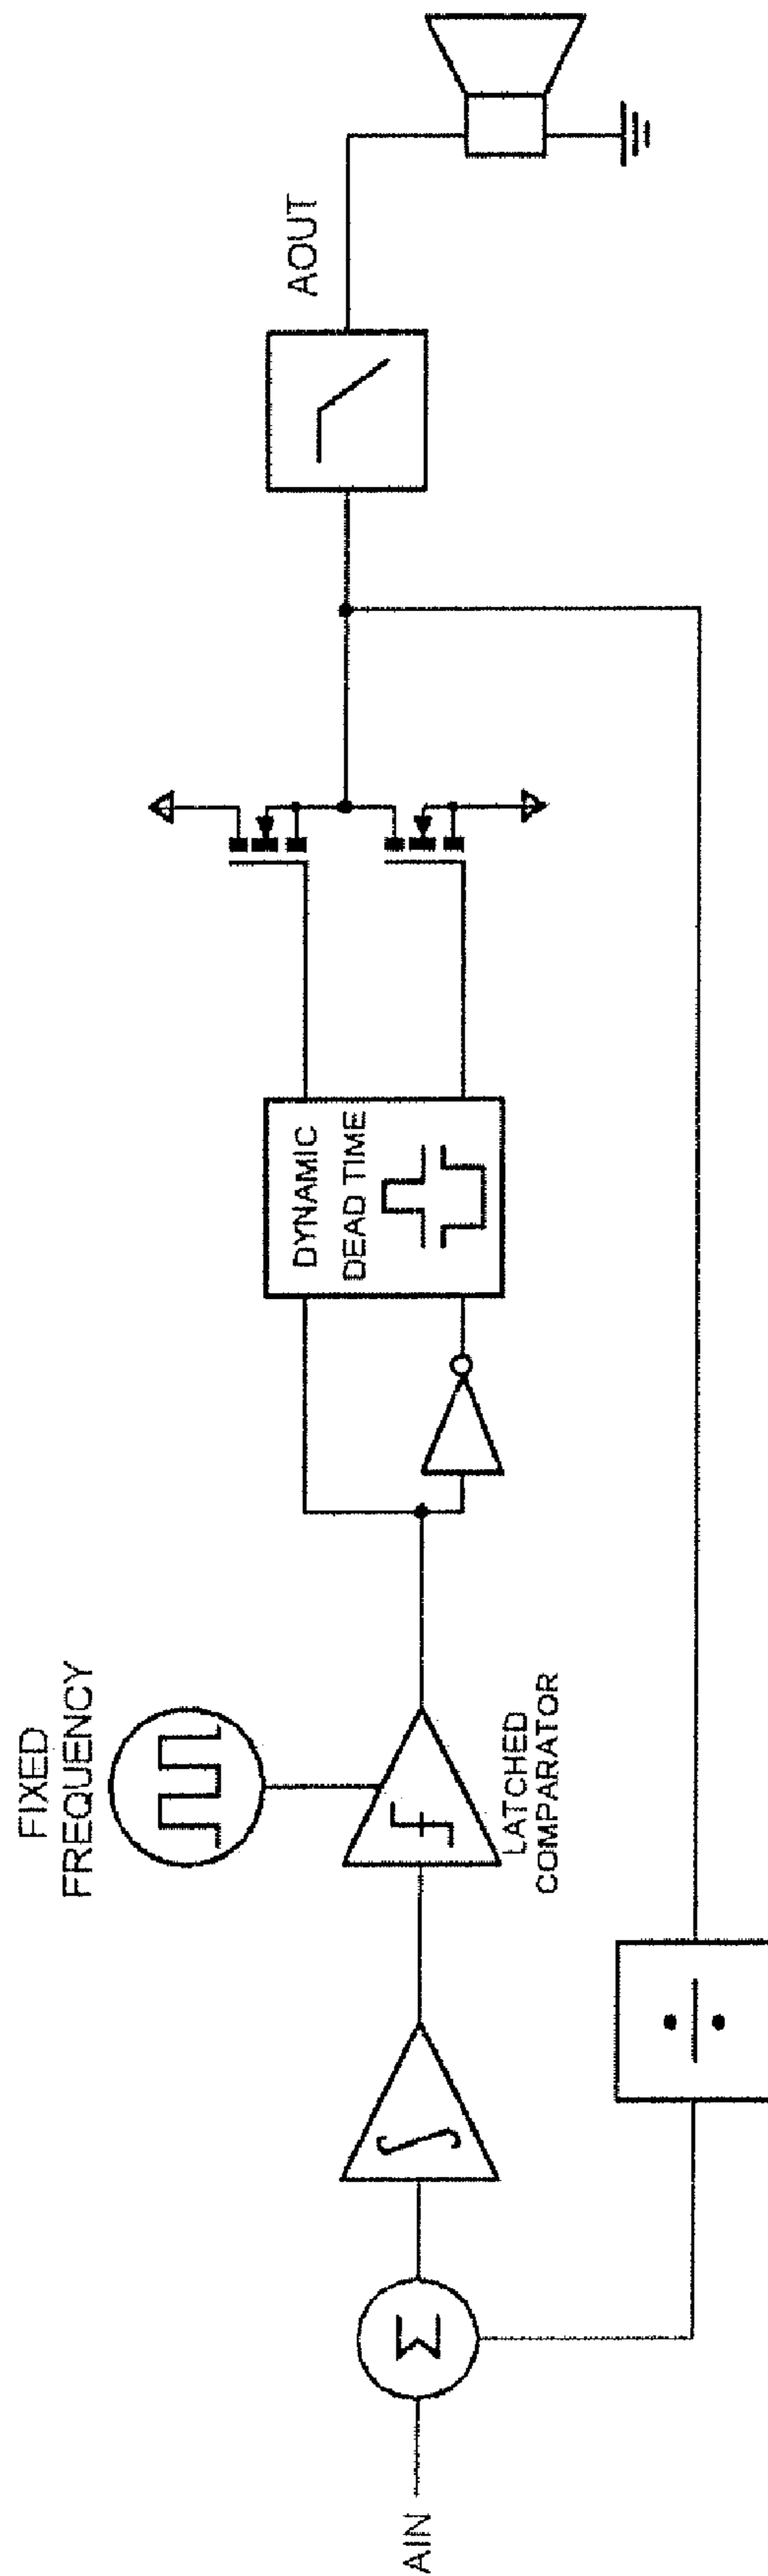 AIN
Σ
∫
FIXED
FREQUENCY
LATCHED
COMPARATOR
DYNAMIC
DEAD TIME
÷
AOUT